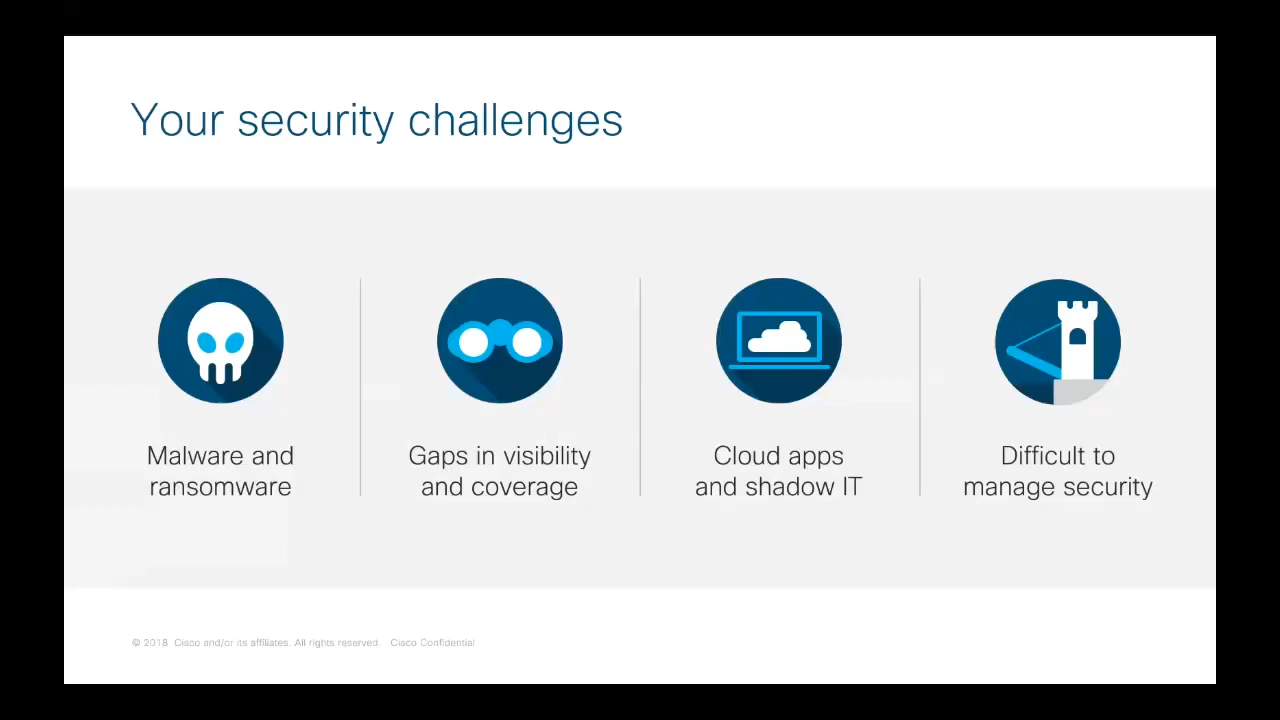 Your security challenges
Malware and
ransomware
Gaps in visibility
and coverage
Cloud apps
and shadow IT
Difficult to
manage security
© 2018 Cisco and/or its affiliates. All rights reserved. Cisco Confidential